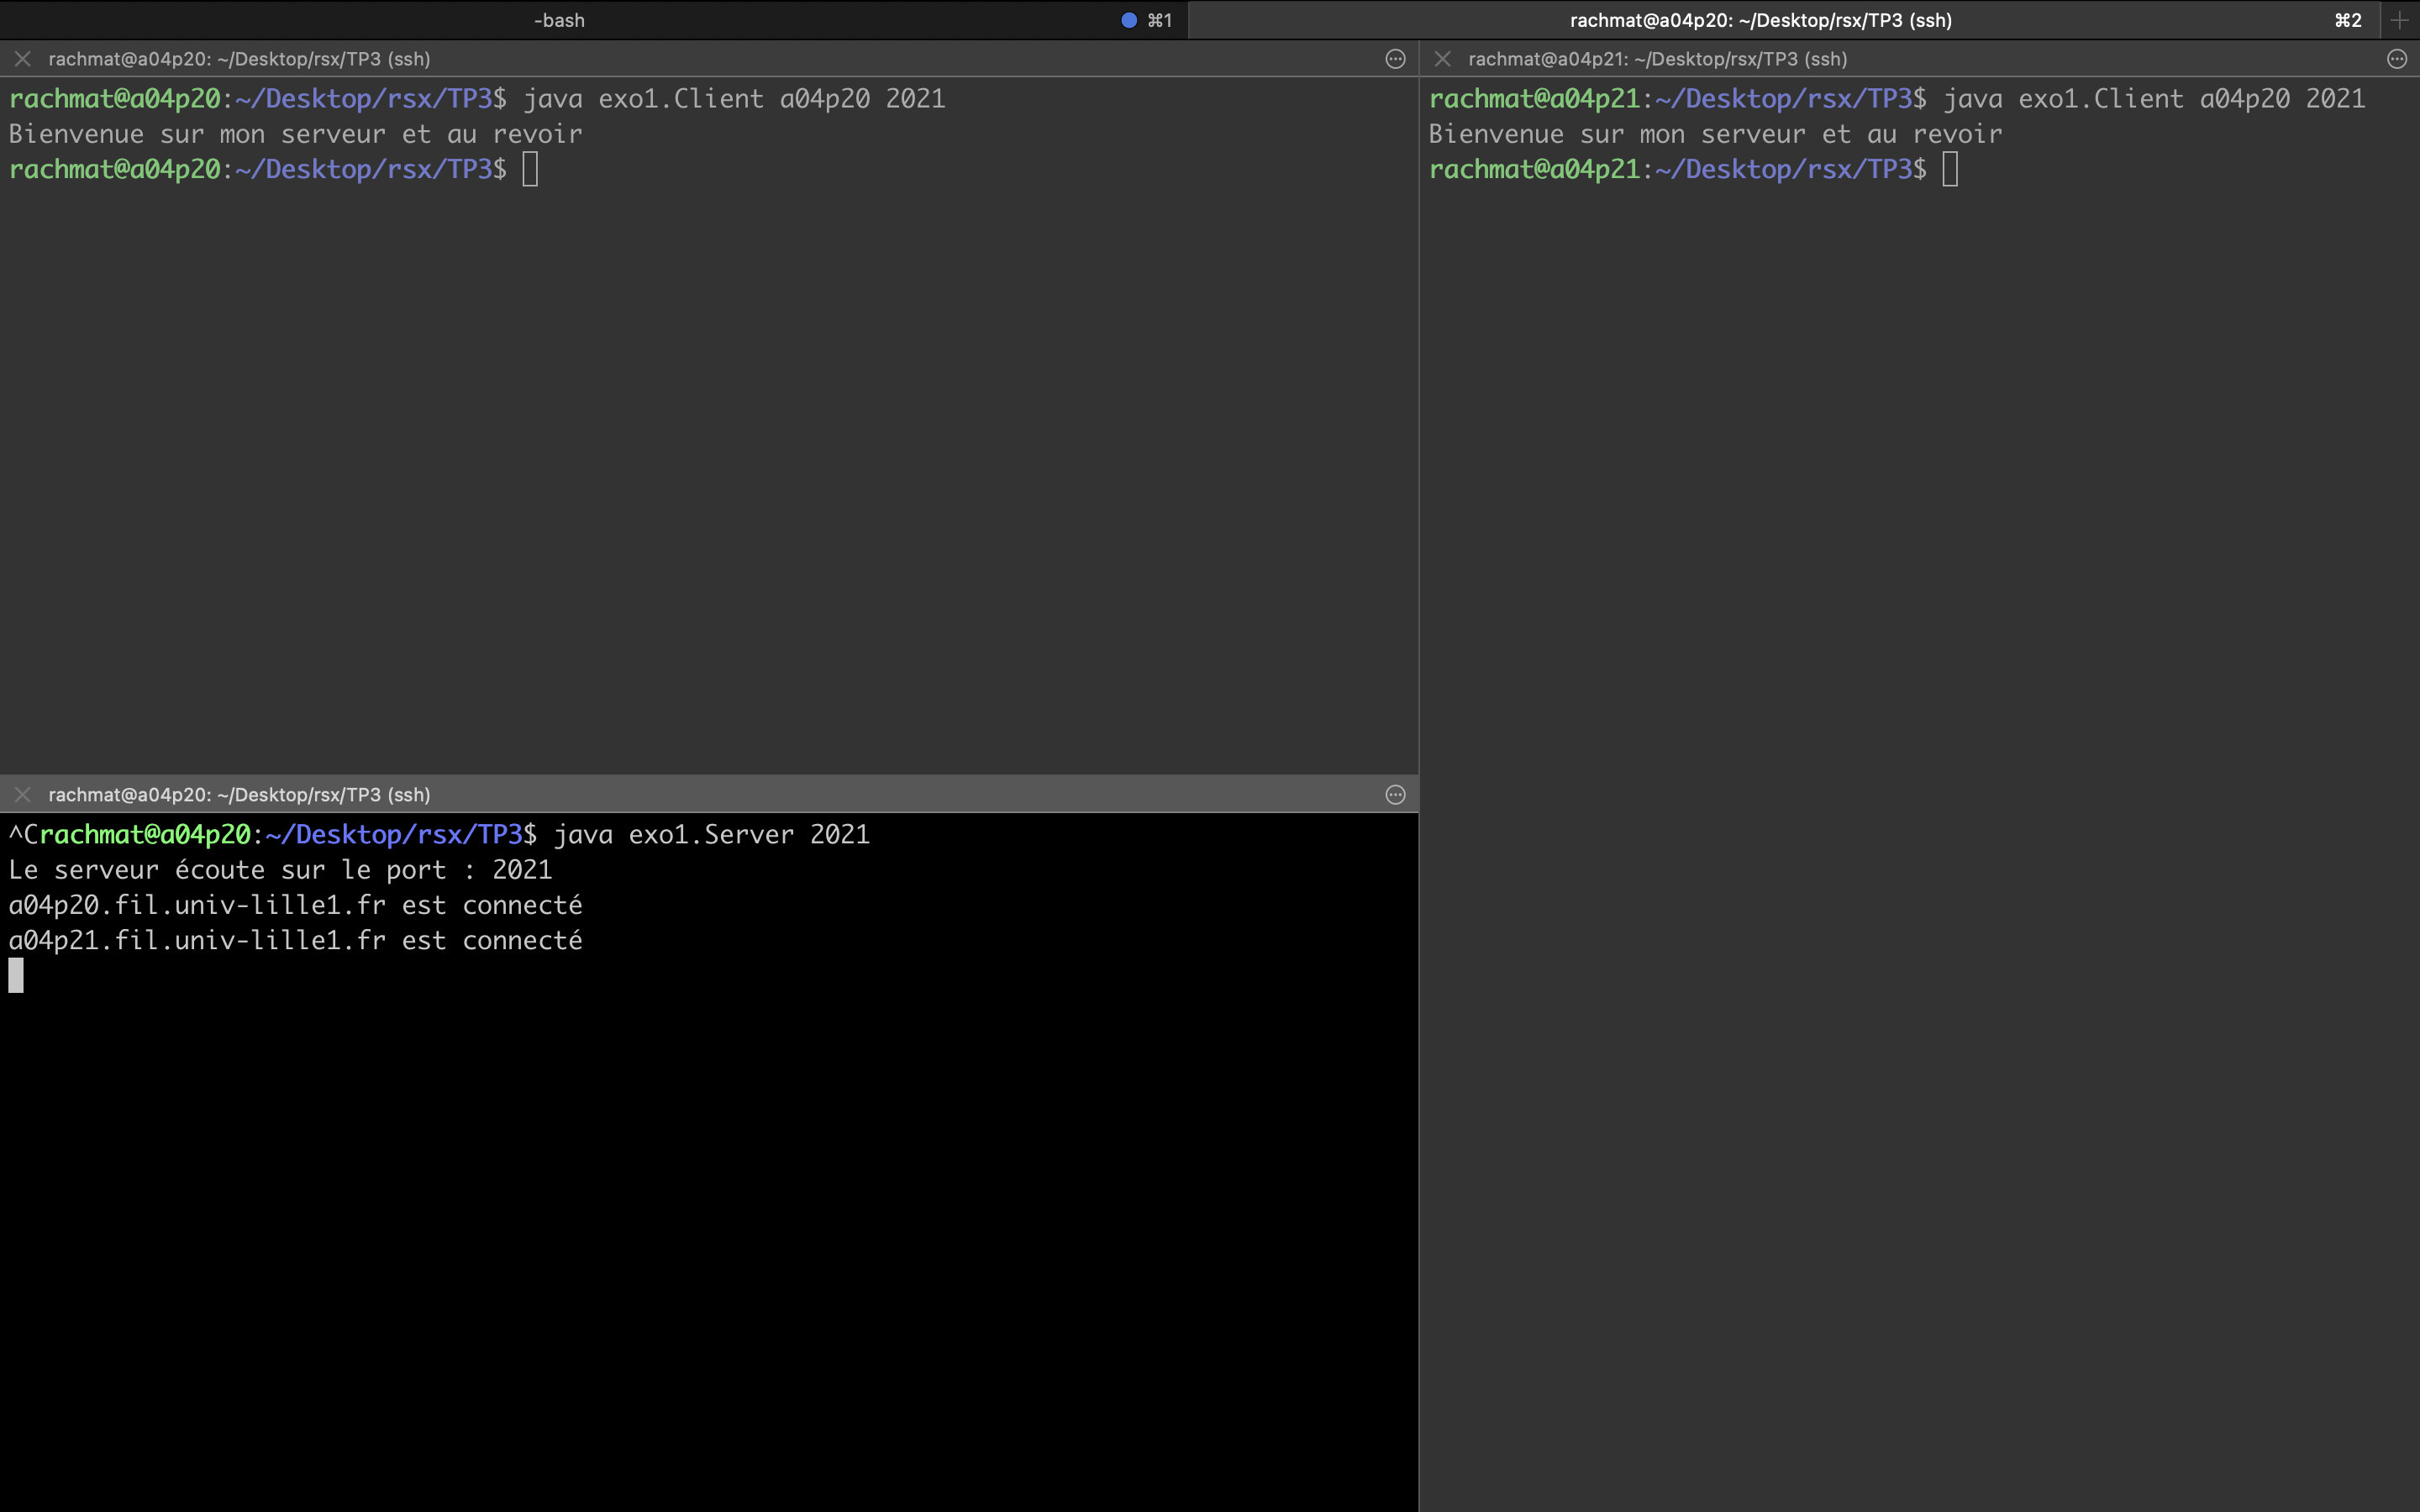 -bash
⌘1
rachmat@a04p20: ~/Desktop/rsx/TP3 (ssh)
⌘2
rachmat@a04p20: ~/Desktop/rsx/TP3 (ssh)
rachmat@a04p20:~/Desktop/rsx/TP3$ java exo1.Client a04p20 2021
Bienvenue sur mon serveur et au revoir
rachmat@a04p20:~/Desktop/rsx/TP3$
rachmat@a04p21: ~/Desktop/rsx/TP3 (ssh)
rachmat@a04p21:~/Desktop/rsx/TP3$ java exo1.Client a04p20 2021
Bienvenue sur mon serveur et au revoir
rachmat@a04p21:~/Desktop/rsx/TP3$
rachmat@a04p20: ~/Desktop/rsx/TP3 (ssh)
^Crachmat@a04p20:~/Desktop/rsx/TP3$ java exo1.Server 2021
Le serveur écoute sur le port : 2021
a04p20.fil.univ-lille1.fr est connecté
a04p21.fil.univ-lille1.fr est connecté